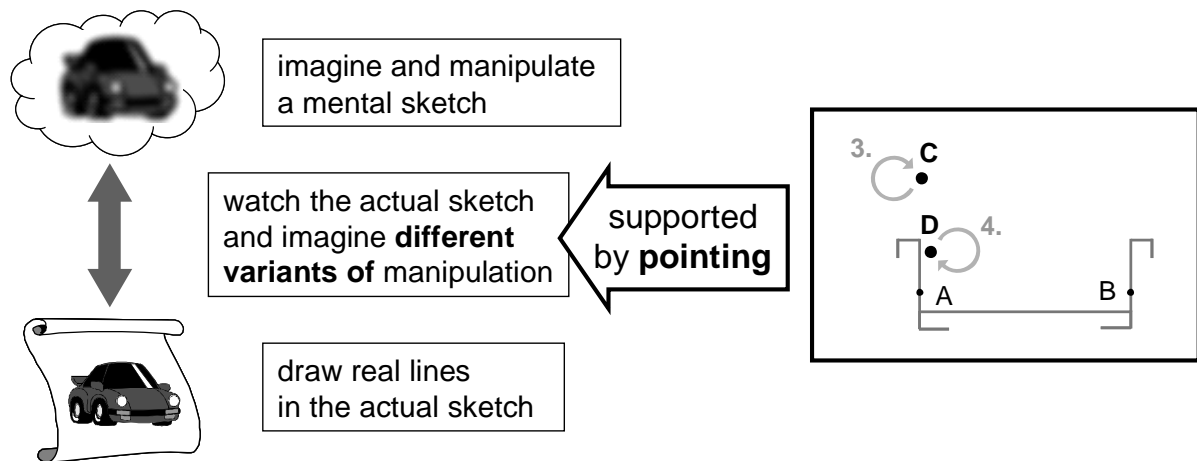 imagine and manipulate
a mental sketch
watch the actual sketch
and imagine different
variants of manipulation
supported
by pointing
draw real lines
in the actual sketch
3.
C
D
4.
A
B